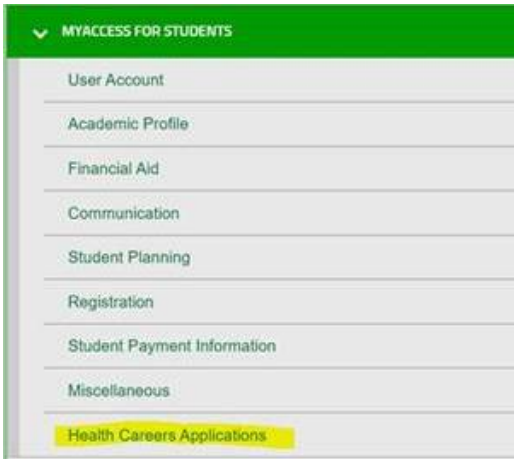 MYACCESS FOR STUDENTS
User Account
Academic Profile
Financial Aid
Communication
Student Planning
Registration
Student Payment Information
Miscellaneous
Health Careers Applications